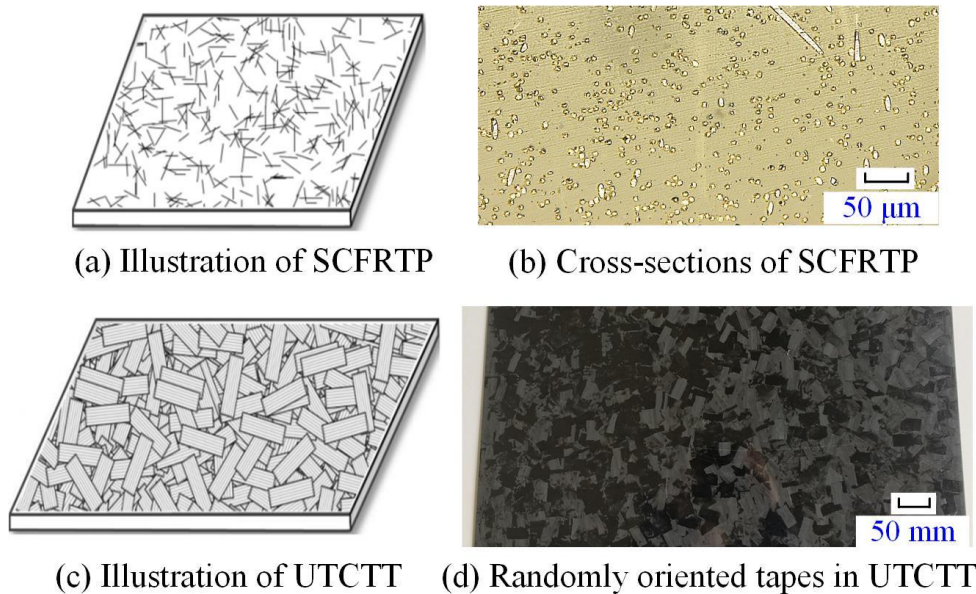 50 μm
(a) Illustration of SCFRTP
(b) Cross-sections of SCFRTP
50 mm
(c) Illustration of UTCTT
(d) Randomly oriented tapes in UTCTT